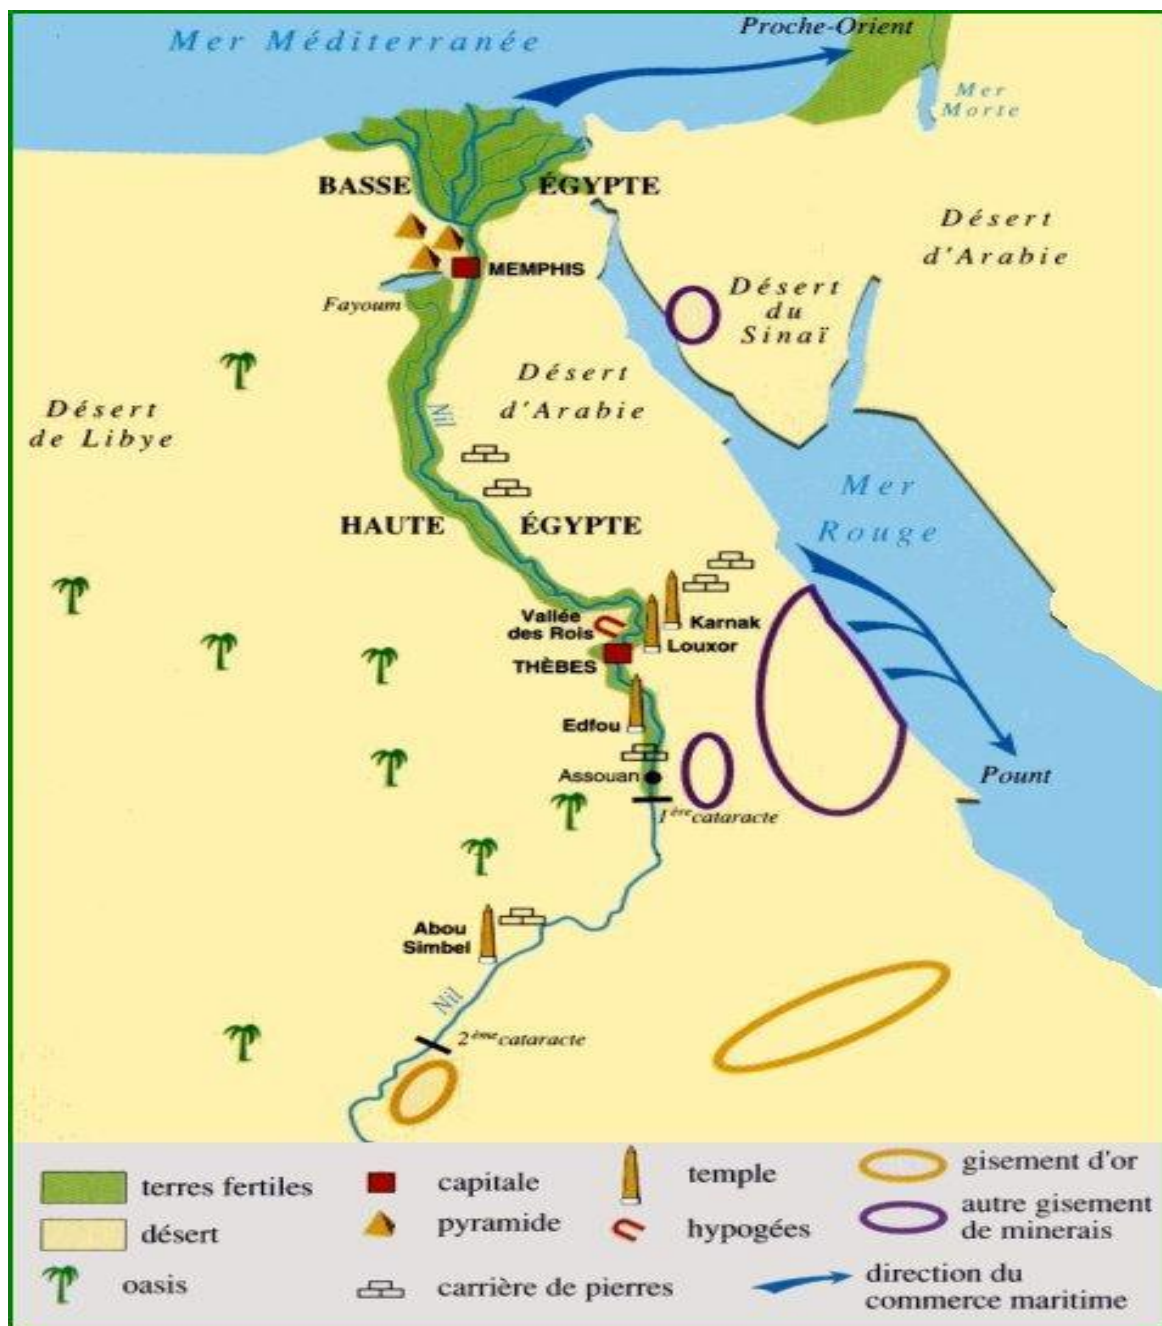 Proche-Orient
Mer Méditerranée
Mer
Morte
BASSE ÉGYPTE
Désert
d'Arabie
MEMPHIS
Fayoum
Désert
du
Sinaï
Désert
d'Arabie
Désert
de Libye
Nil
Mer
Rouge
HAUTE ÉGYPTE
Vallée
des Rois
Karnak
Louxor
THÈBES
Edfou
Assouan
Pount
1ère cataracte
Abou
Simbel
Nil
2ème cataracte
terres fertiles
capitale
temple
gisement d'or
désert
pyramide
hypogées
autre gisement
de minerais
oasis
carrière de pierres
direction du
commerce maritime